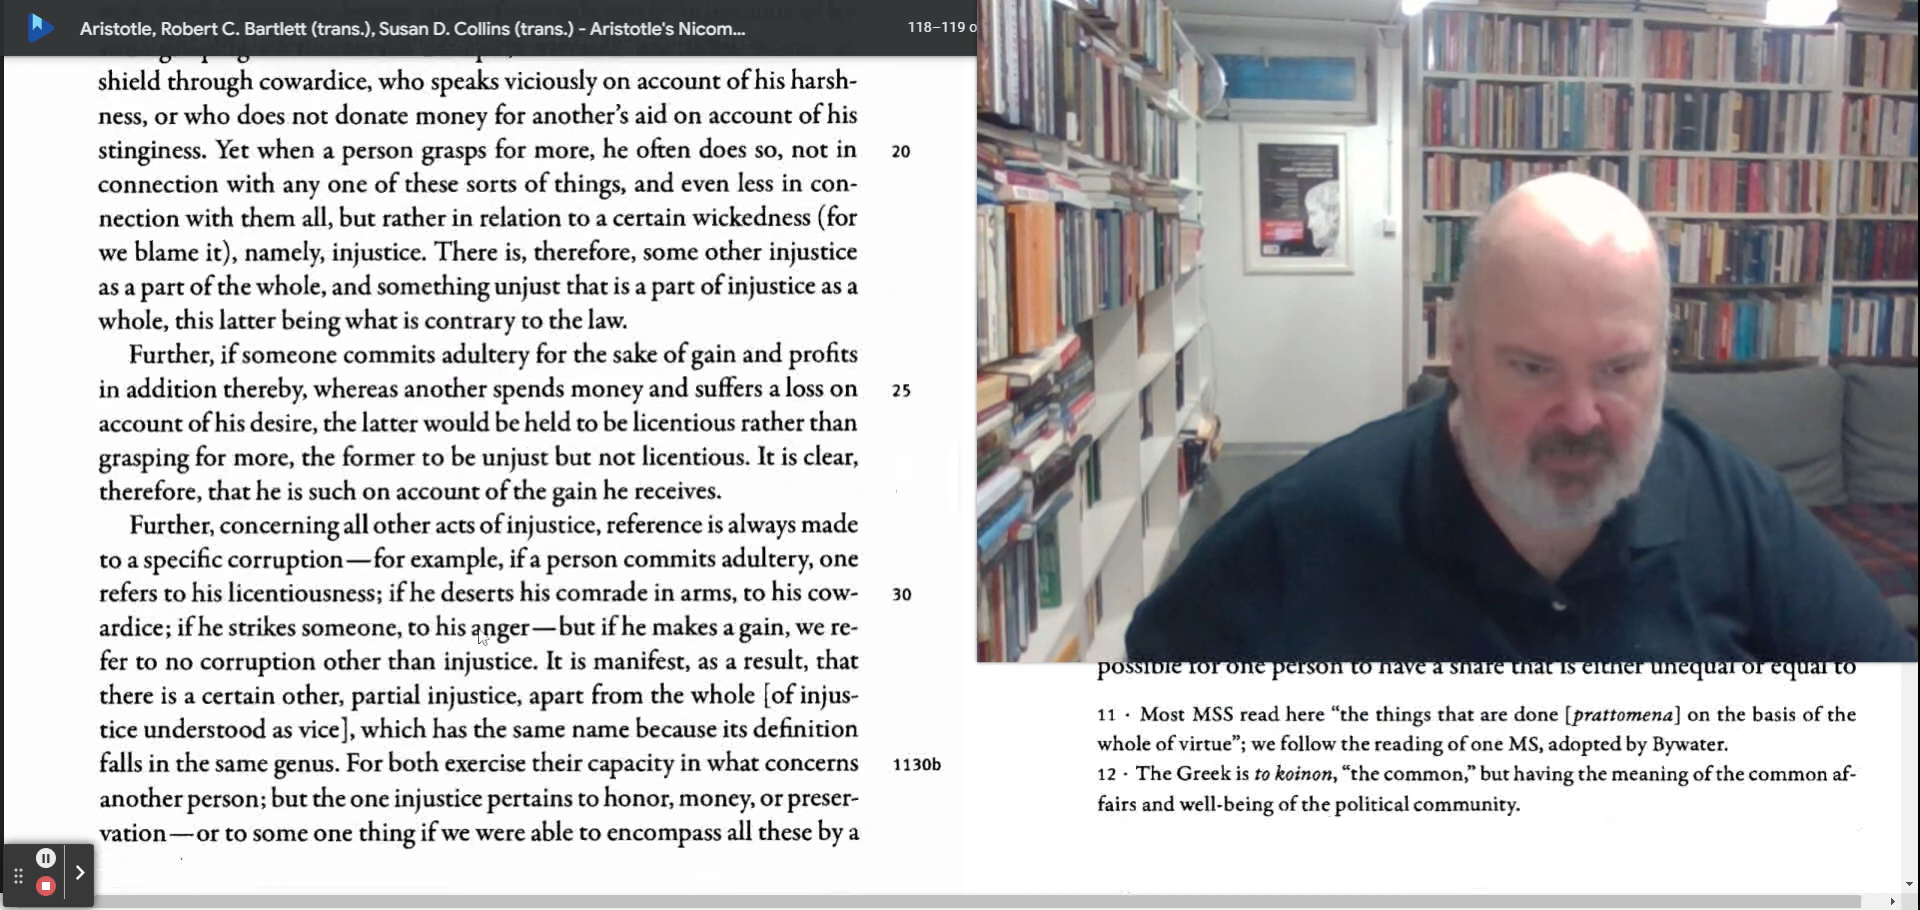 Aristotle, Robert C. Bartlett (trans.), Susan D. Collins (trans.) - Aristotle's Nicom...
118–119 o
shield through cowardice, who speaks viciously on account of his harsh-
ness, or who does not donate money for another’s aid on account of his
stinginess. Yet when a person grasps for more, he often does so, not in 20
connection with any one of these sorts of things, and even less in con-
nection with them all, but rather in relation to a certain wickedness (for
we blame it), namely, injustice. There is, therefore, some other injustice
as a part of the whole, and something unjust that is a part of injustice as a
whole, this latter being what is contrary to the law.
Further, if someone commits adultery for the sake of gain and profits
in addition thereby, whereas another spends money and suffers a loss on 25
account of his desire, the latter would be held to be licentious rather than
grasping for more, the former to be unjust but not licentious. It is clear,
therefore, that he is such on account of the gain he receives.
Further, concerning all other acts of injustice, reference is always made
to a specific corruption—for example, if a person commits adultery, one
refers to his licentiousness; if he deserts his comrade in arms, to his cow- 30
ardice; if he strikes someone, to his anger—but if he makes a gain, we re-
fer to no corruption other than injustice. It is manifest, as a result, that
there is a certain other, partial injustice, apart from the whole [of injus-
tice understood as vice], which has the same name because its definition
falls in the same genus. For both exercise their capacity in what concerns 1130b
another person; but the one injustice pertains to honor, money, or preser-
vation—or to some one thing if we were able to encompass all these by a
possible for one person to have a share that is either unequal or equal to
11 · Most MSS read here “the things that are done [prattomena] on the basis of the
whole of virtue”; we follow the reading of one MS, adopted by Bywater.
12 · The Greek is to koinon, “the common,” but having the meaning of the common af-
fairs and well-being of the political community.